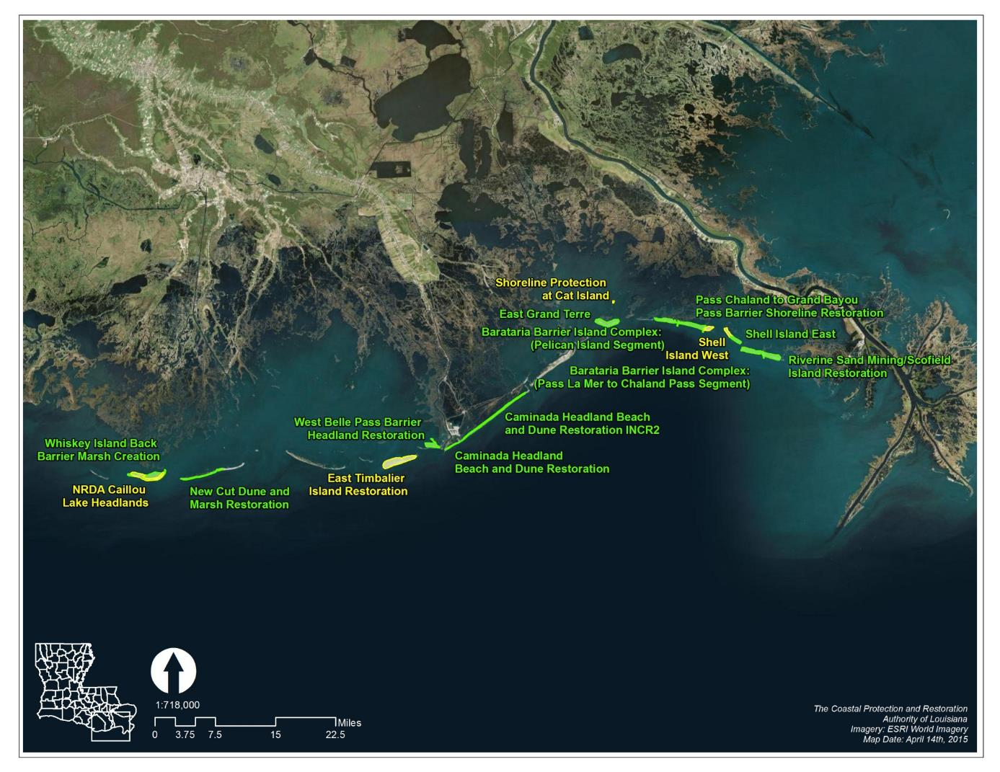 Shoreline Protection
at Cat Island
East Grand Terre
Pass Chaland to Grand Bayou
Pass Barrier Shoreline Restoration
Barataria Barrier Island Complex:
(Pelican Island Segment)
Shell Island East
Shell
Island West
Riverine Sand Mining/Scofield
Island Restoration
Barataria Barrier Island Complex:
(Pass La Mer to Chaland Pass Segment)
West Belle Pass Barrier
Headland Restoration
Caminada Headland Beach
and Dune Restoration INCR2
Whiskey Island Back
Barrier Marsh Creation
Caminada Headland
Beach and Dune Restoration
NRDA Caillou
Lake Headlands
New Cut Dune and
Marsh Restoration
East Timbalier
Island Restoration
1:718,000
Miles
0 3.75 7.5 15 22.5
The Coastal Protection and Restoration
Authority of Louisiana
Imagery: ESRI World Imagery
Map Date: April 14th, 2015